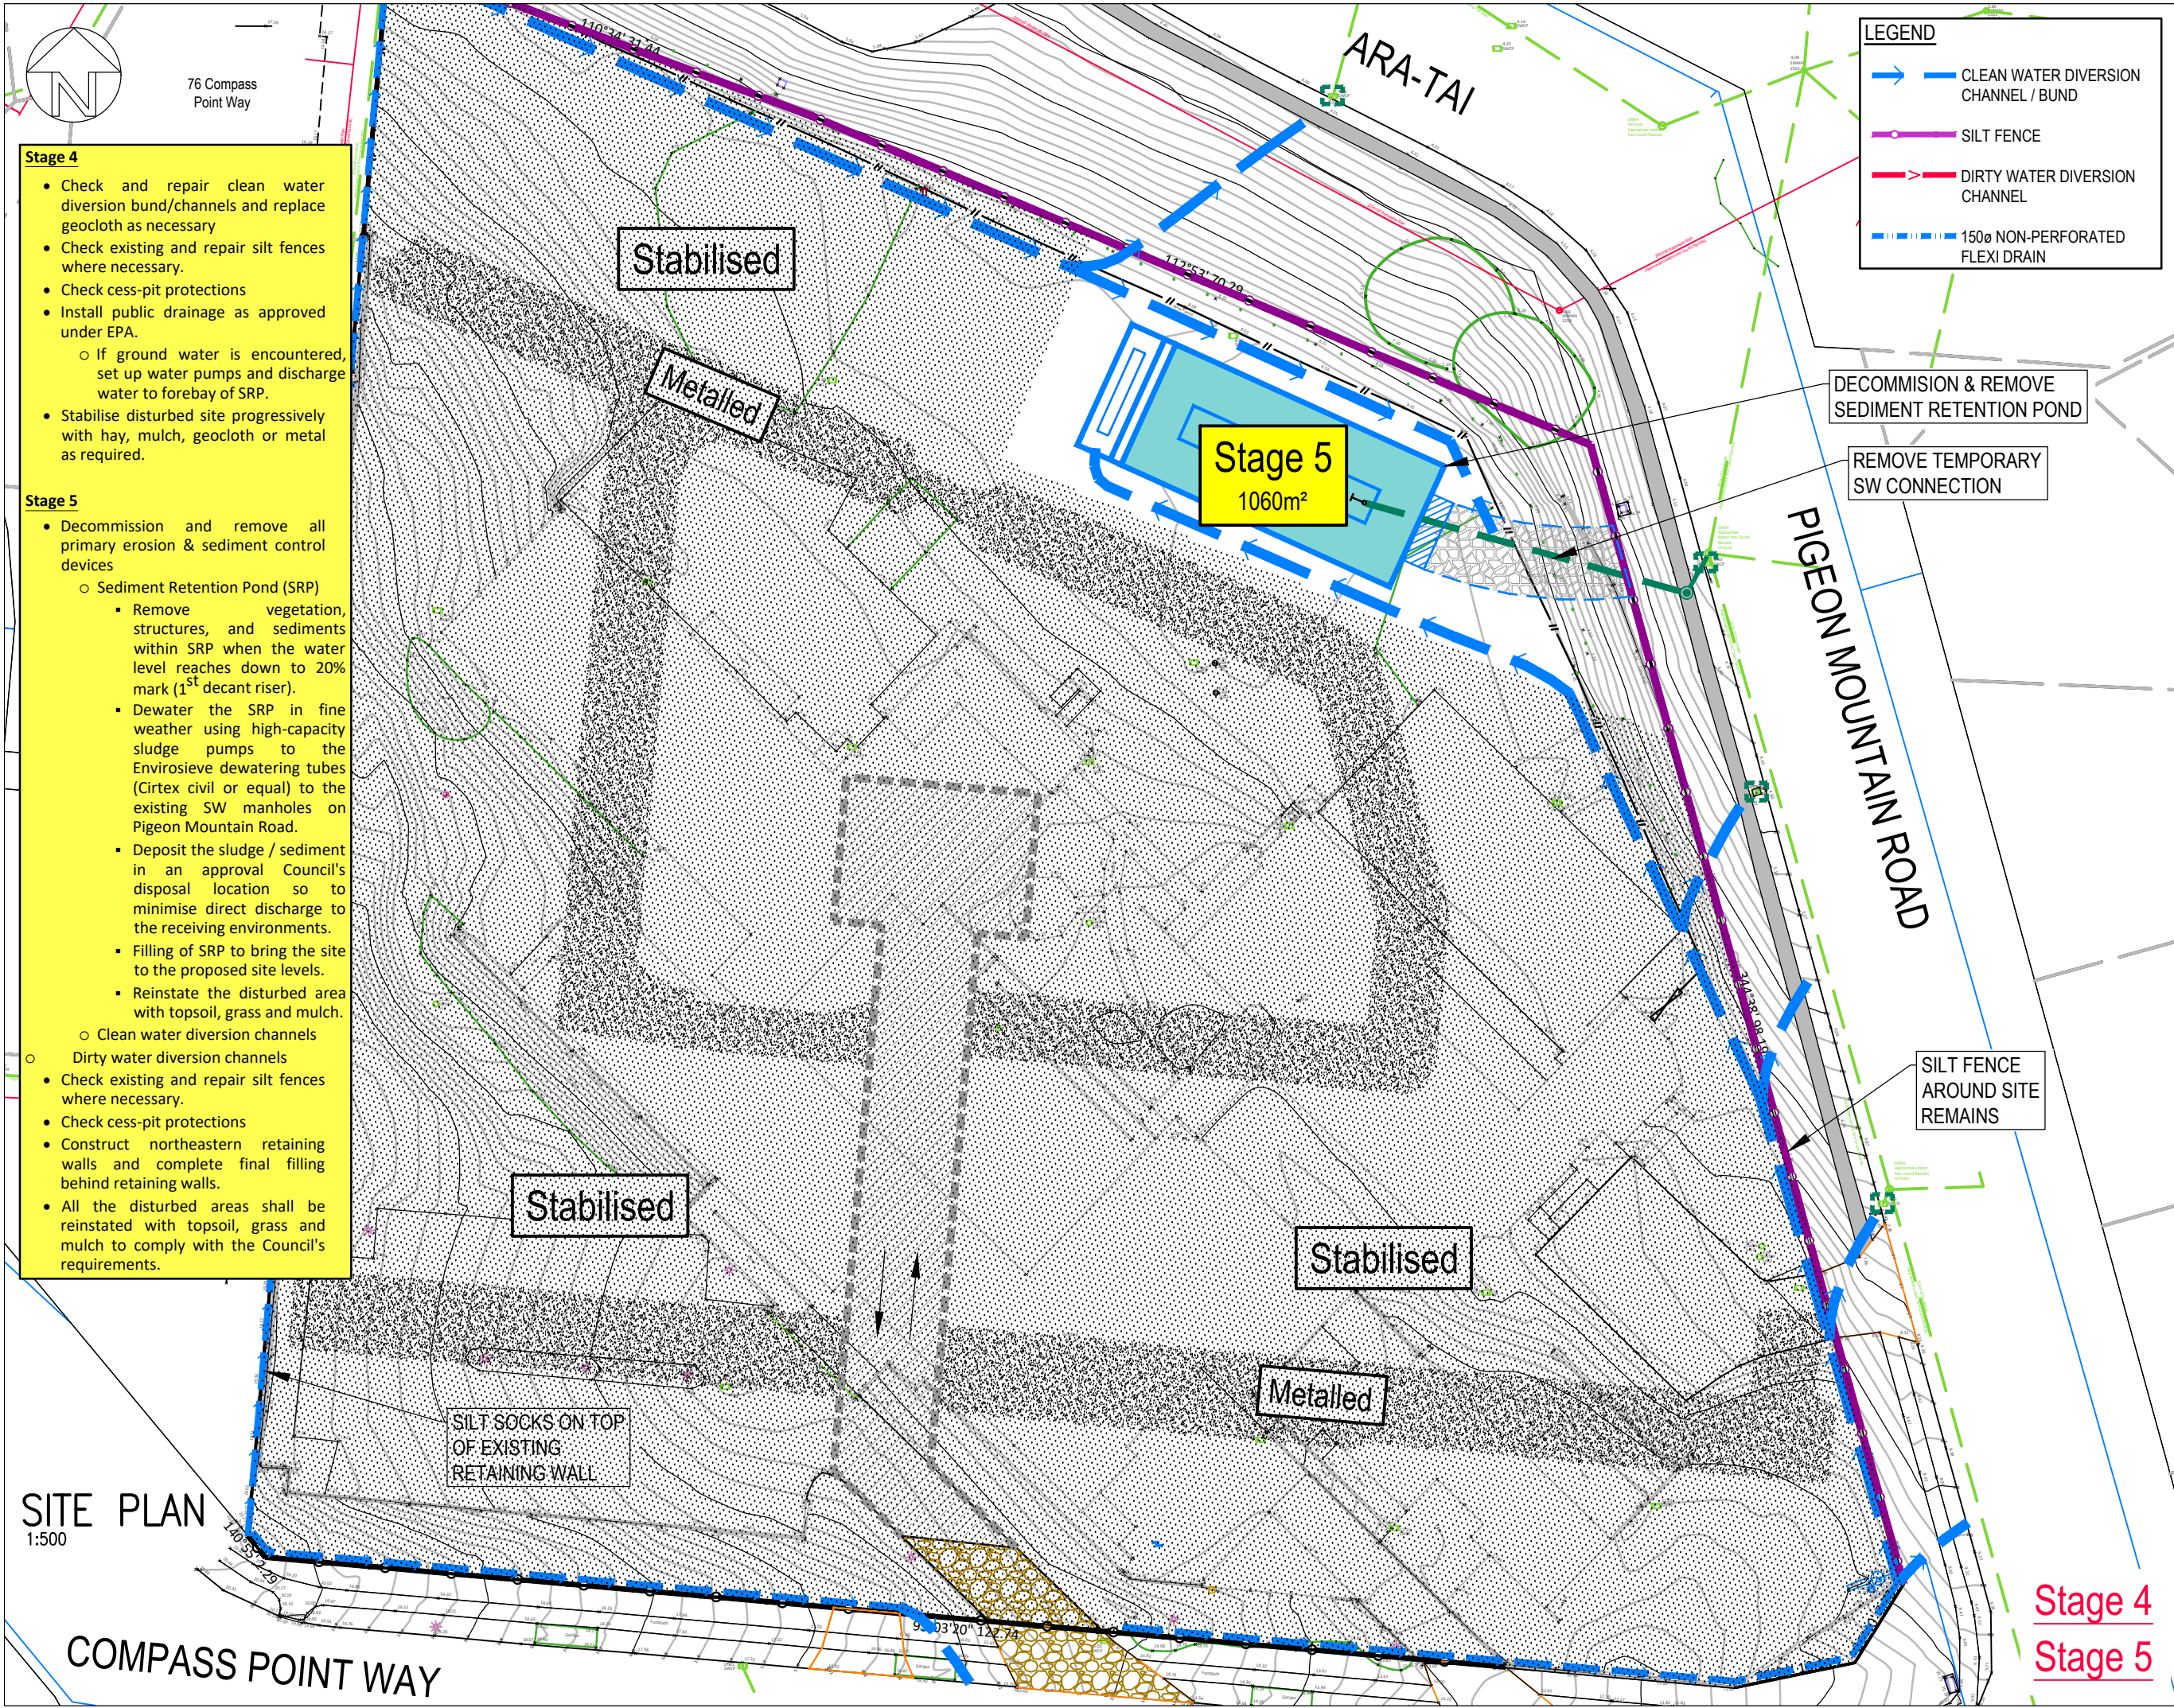 76 Compass
Point Way
Stage 4
• Check and repair clean water
diversion bund/channels and replace
geocloth as necessary
• Check existing and repair silt fences
where necessary.
• Check cess-pit protections
• Install public drainage as approved
under EPA.
o If ground water is encountered,
set up water pumps and discharge
water to forebay of SRP.
• Stabilise disturbed site progressively
with hay, mulch, geocloth or metal
as required.
Stage 5
• Decommission and remove all
primary erosion & sediment control
devices
o Sediment Retention Pond (SRP)
▪ Remove vegetation,
structures, and sediments
within SRP when the water
level reaches down to 20%
mark (1st decant riser).
▪ Dewater the SRP in fine
weather using high-capacity
sludge pumps to the
Envirosieve dewatering tubes
(Cirtex civil or equal) to the
existing SW manholes on
Pigeon Mountain Road.
▪ Deposit the sludge / sediment
in an approval Council's
disposal location so to
minimise direct discharge to
the receiving environments.
▪ Filling of SRP to bring the site
to the proposed site levels.
▪ Reinstate the disturbed area
with topsoil, grass and mulch.
o Clean water diversion channels
o Dirty water diversion channels
• Check existing and repair silt fences
where necessary.
• Check cess-pit protections
• Construct northeastern retaining
walls and complete final filling
behind retaining walls.
• All the disturbed areas shall be
reinstated with topsoil, grass and
mulch to comply with the Council's
requirements.
N
LEGEND
CLEAN WATER DIVERSION
CHANNEL / BUND
SILT FENCE
DIRTY WATER DIVERSION
CHANNEL
150ø NON-PERFORATED
FLEXI DRAIN
ARA-TAI
Stabilised
Metalled
Stage 5
1060m²
DECOMMISION & REMOVE
SEDIMENT RETENTION POND
REMOVE TEMPORARY
SW CONNECTION
PIGEON MOUNTAIN ROAD
SILT FENCE
AROUND SITE
REMAINS
Stabilised
Stabilised
Metalled
SILT SOCKS ON TOP
OF EXISTING
RETAINING WALL
SITE PLAN
1:500
COMPASS POINT WAY
Stage 4
Stage 5